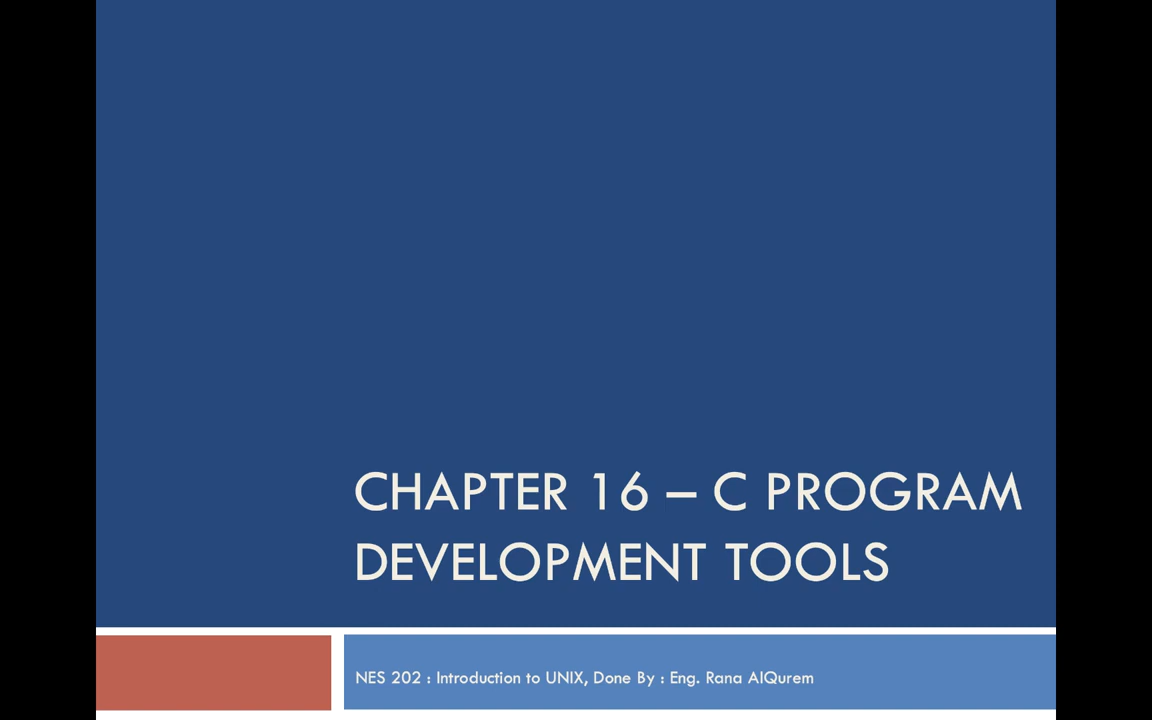 CHAPTER 16 – C PROGRAM
DEVELOPMENT TOOLS
NES 202 : Introduction to UNIX, Done By : Eng. Rana AlQurem